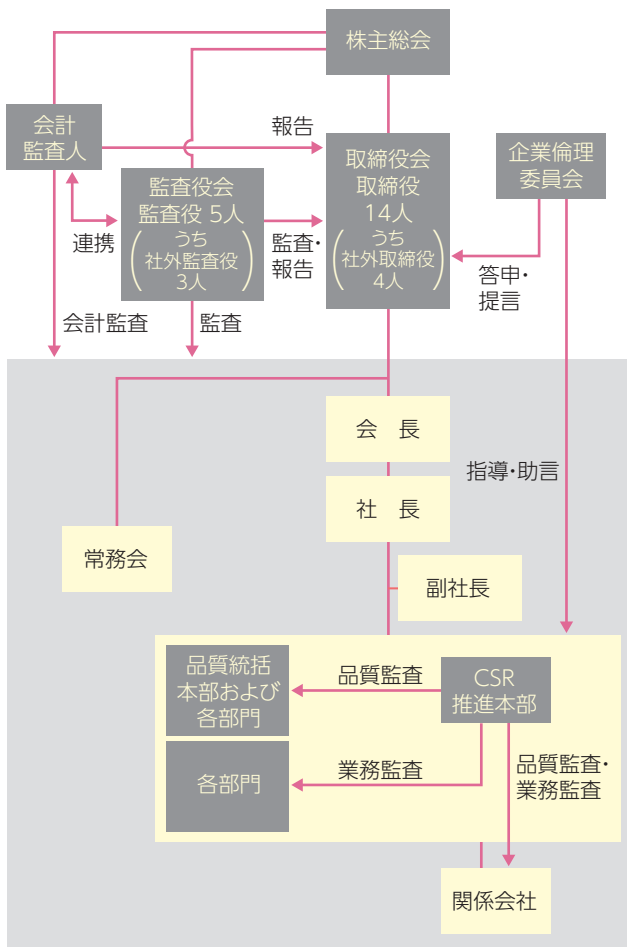 株主総会
会計
監査人
報告
取締役会
取締役
14人
うち
社外取締役
4人
企業倫理
委員会
監査役会
監査役 5人
うち
社外監査役
3人
連携
監査・
報告
答申・
提言
会計監査
監査
会　長
指導・助言
社　長
常務会
副社長
品質統括
本部および
各部門
品質監査
CSR
推進本部
各部門
業務監査
品質監査・
業務監査
関係会社